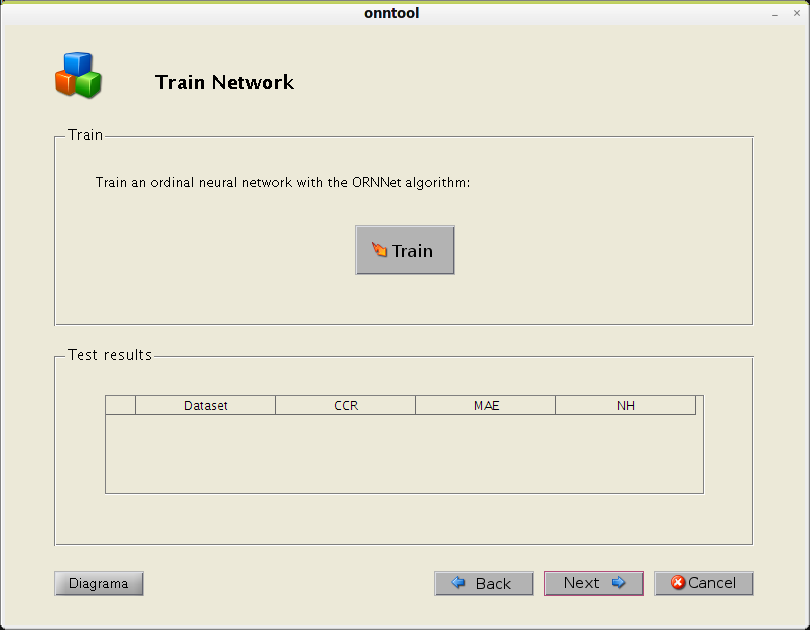 onntool
Train Network
Train
Train an ordinal neural network with the ORNNet algorithm:
Train
Test results
Dataset CCR MAE NH
Diagrama Back Next Cancel